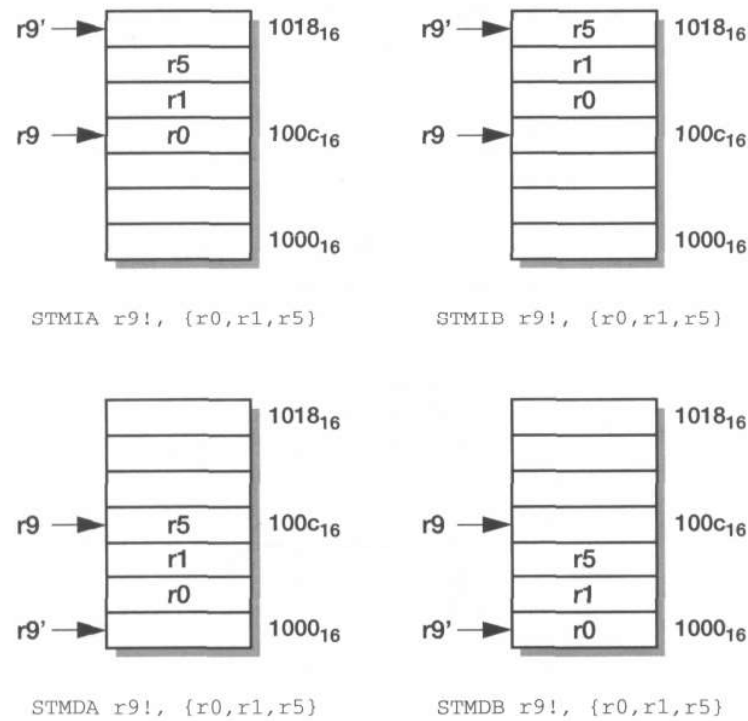 r9' r5 1018₁₆
r5
r1
r9 r0 100c₁₆
1000₁₆
STMIA r9!, {r0,r1,r5}
r9' r5 1018₁₆
r1
r0
r9 100c₁₆
1000₁₆
STMIB r9!, {r0,r1,r5}
1018₁₆
r9 r5 100c₁₆
r1
r0
r9' 1000₁₆
STMDA r9!, {r0,r1,r5}
1018₁₆
r9 100c₁₆
r5
r1
r9' r0 1000₁₆
STMDB r9!, {r0,r1,r5}